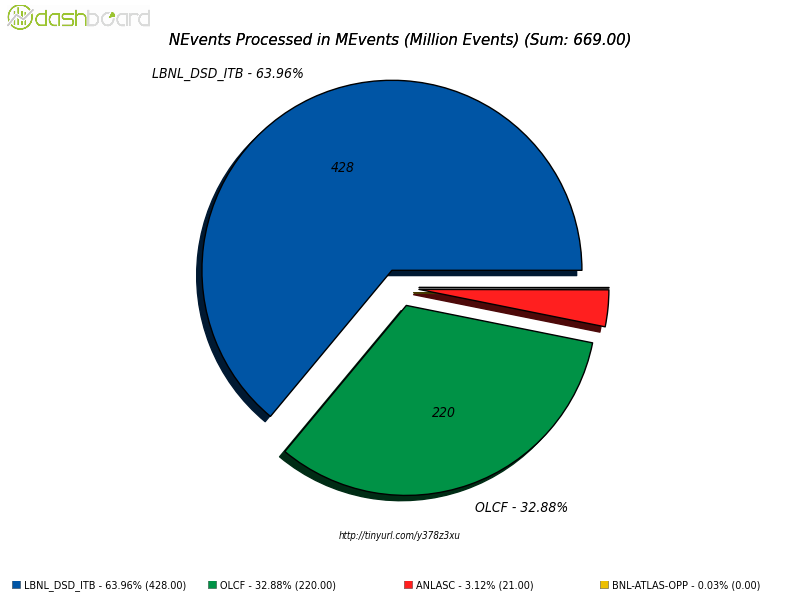 dashboard
NEvents Processed in MEvents (Million Events) (Sum: 669.00)
LBNL_DSD_ITB - 63.96%
428
220
OLCF - 32.88%
http://tinyurl.com/y378z3xu
LBNL_DSD_ITB - 63.96% (428.00) OLCF - 32.88% (220.00) ANLASC - 3.12% (21.00) BNL-ATLAS-OPP - 0.03% (0.00)